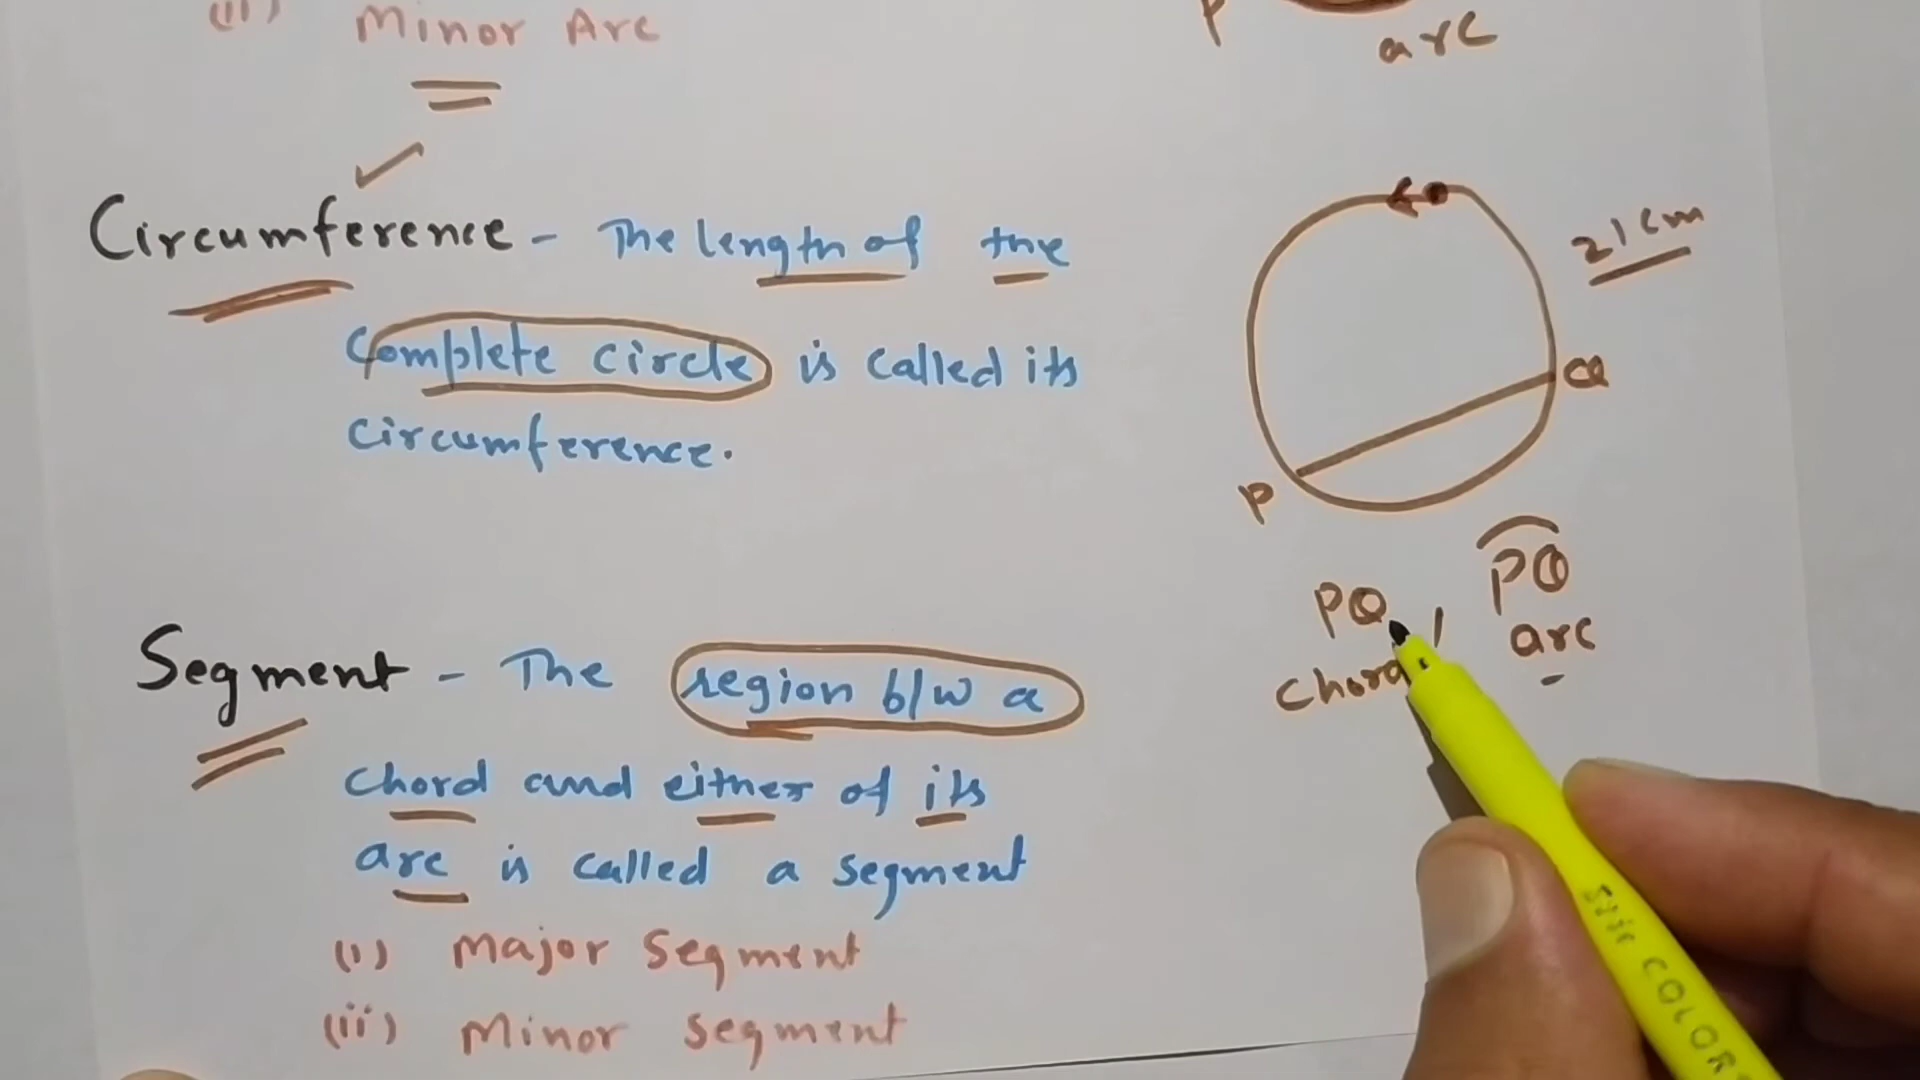 (ii) Minor Arc
P
arc
Circumference - The length of the
complete circle is called its
circumference.
21cm
Q
P
PQ
PQ
chord
arc
Segment - The region b/w a
chord and either of its
arc is called a segment
(i) Major segment
(ii) Minor segment